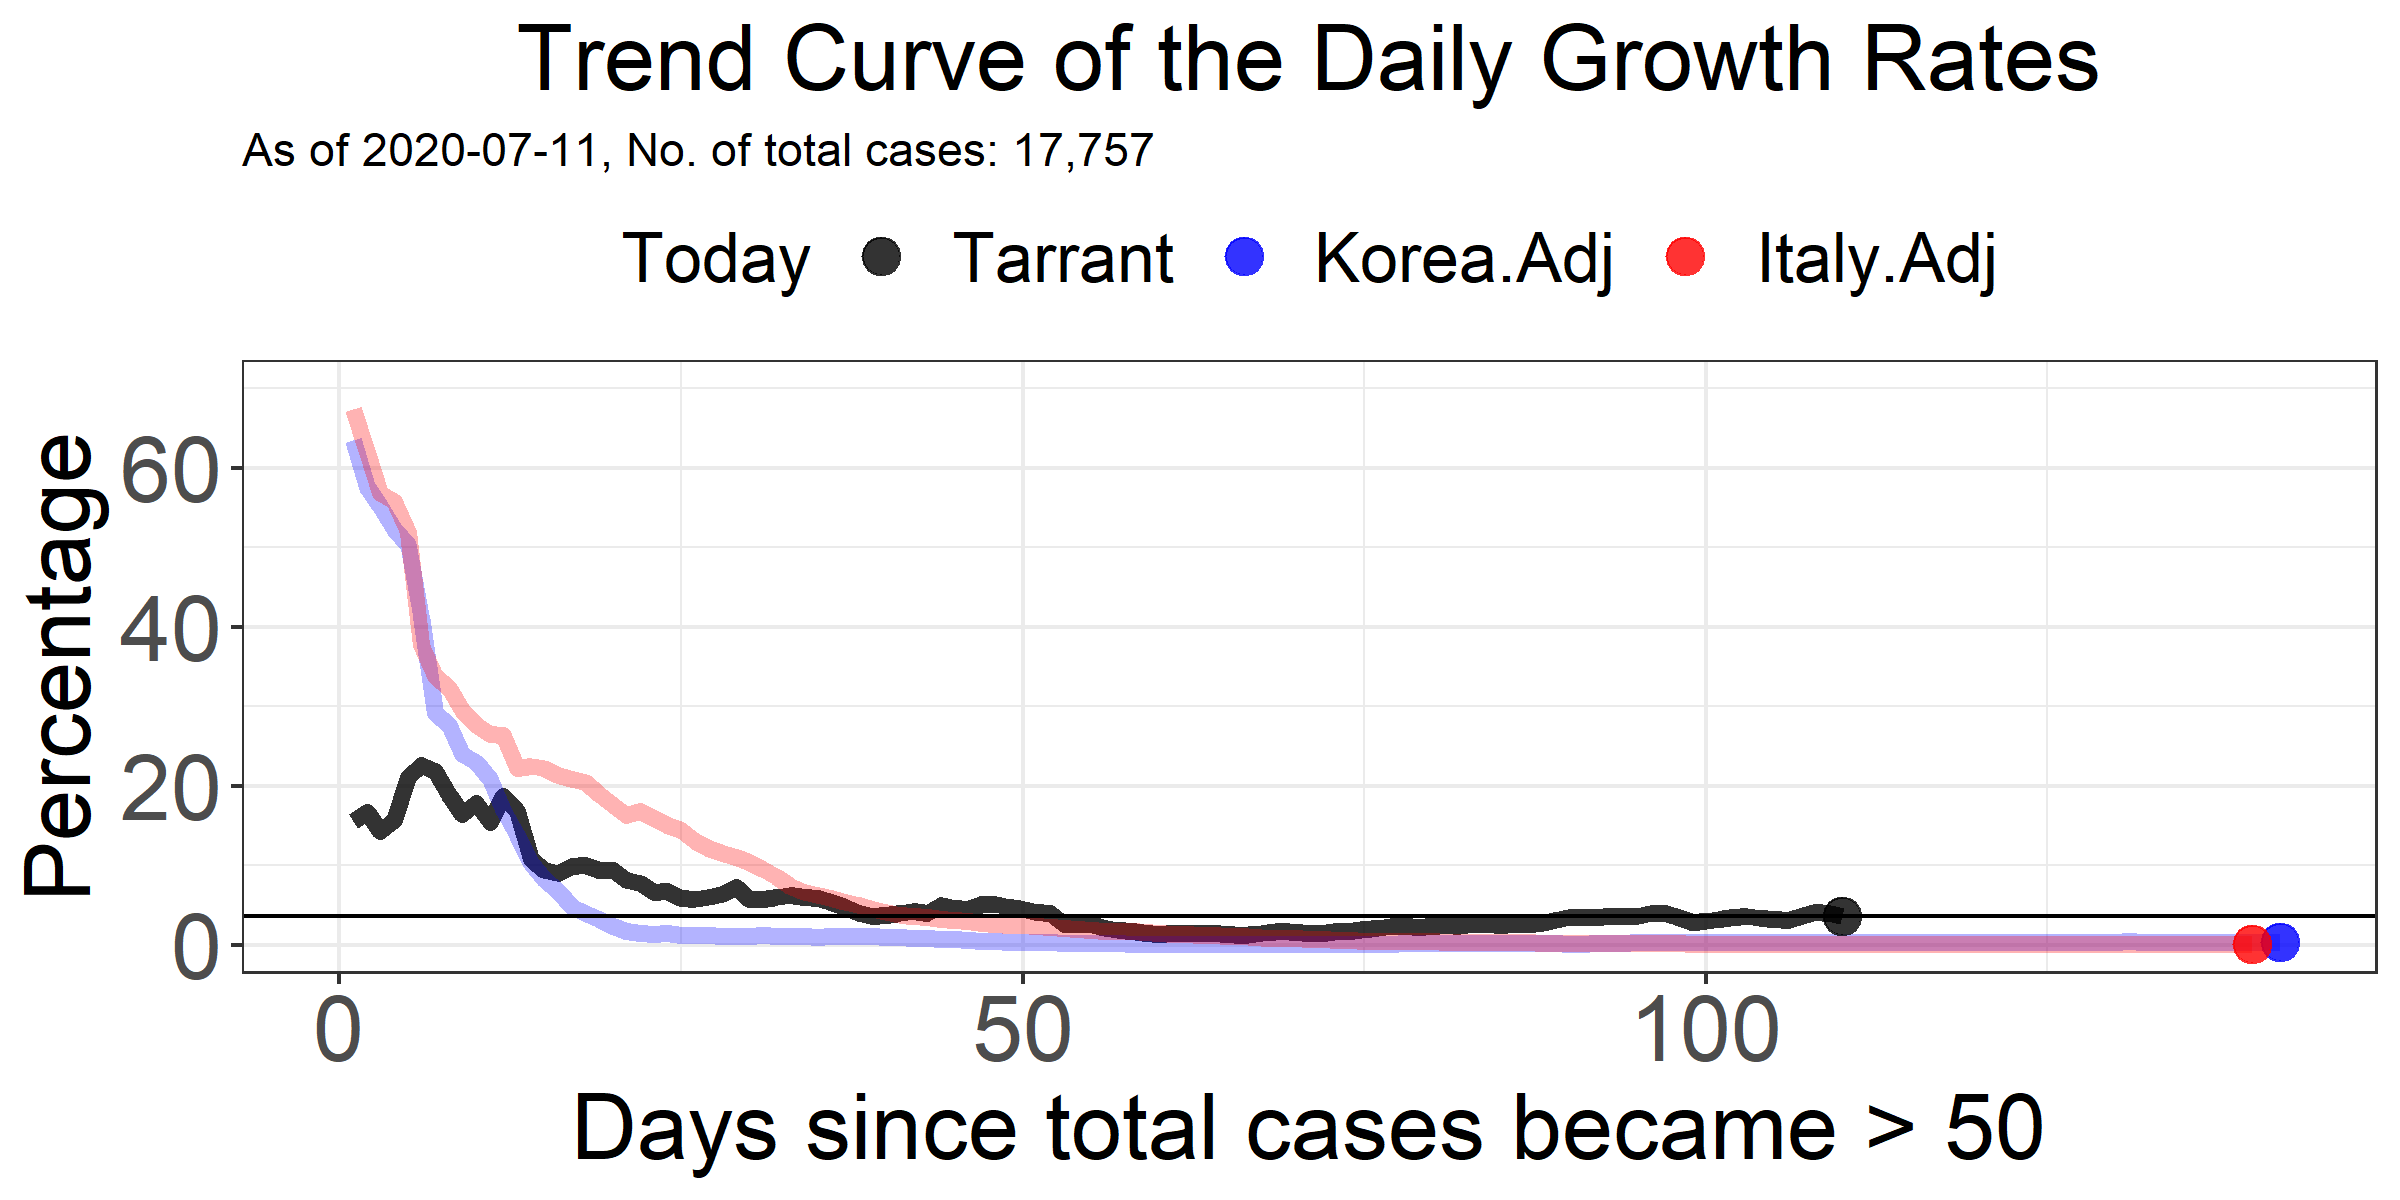 Trend Curve of the Daily Growth Rates
As of 2020-07-11, No. of total cases: 17,757
Today Tarrant Korea.Adj Italy.Adj
Percentage
60
40
20
0
0 50 100
Days since total cases became > 50